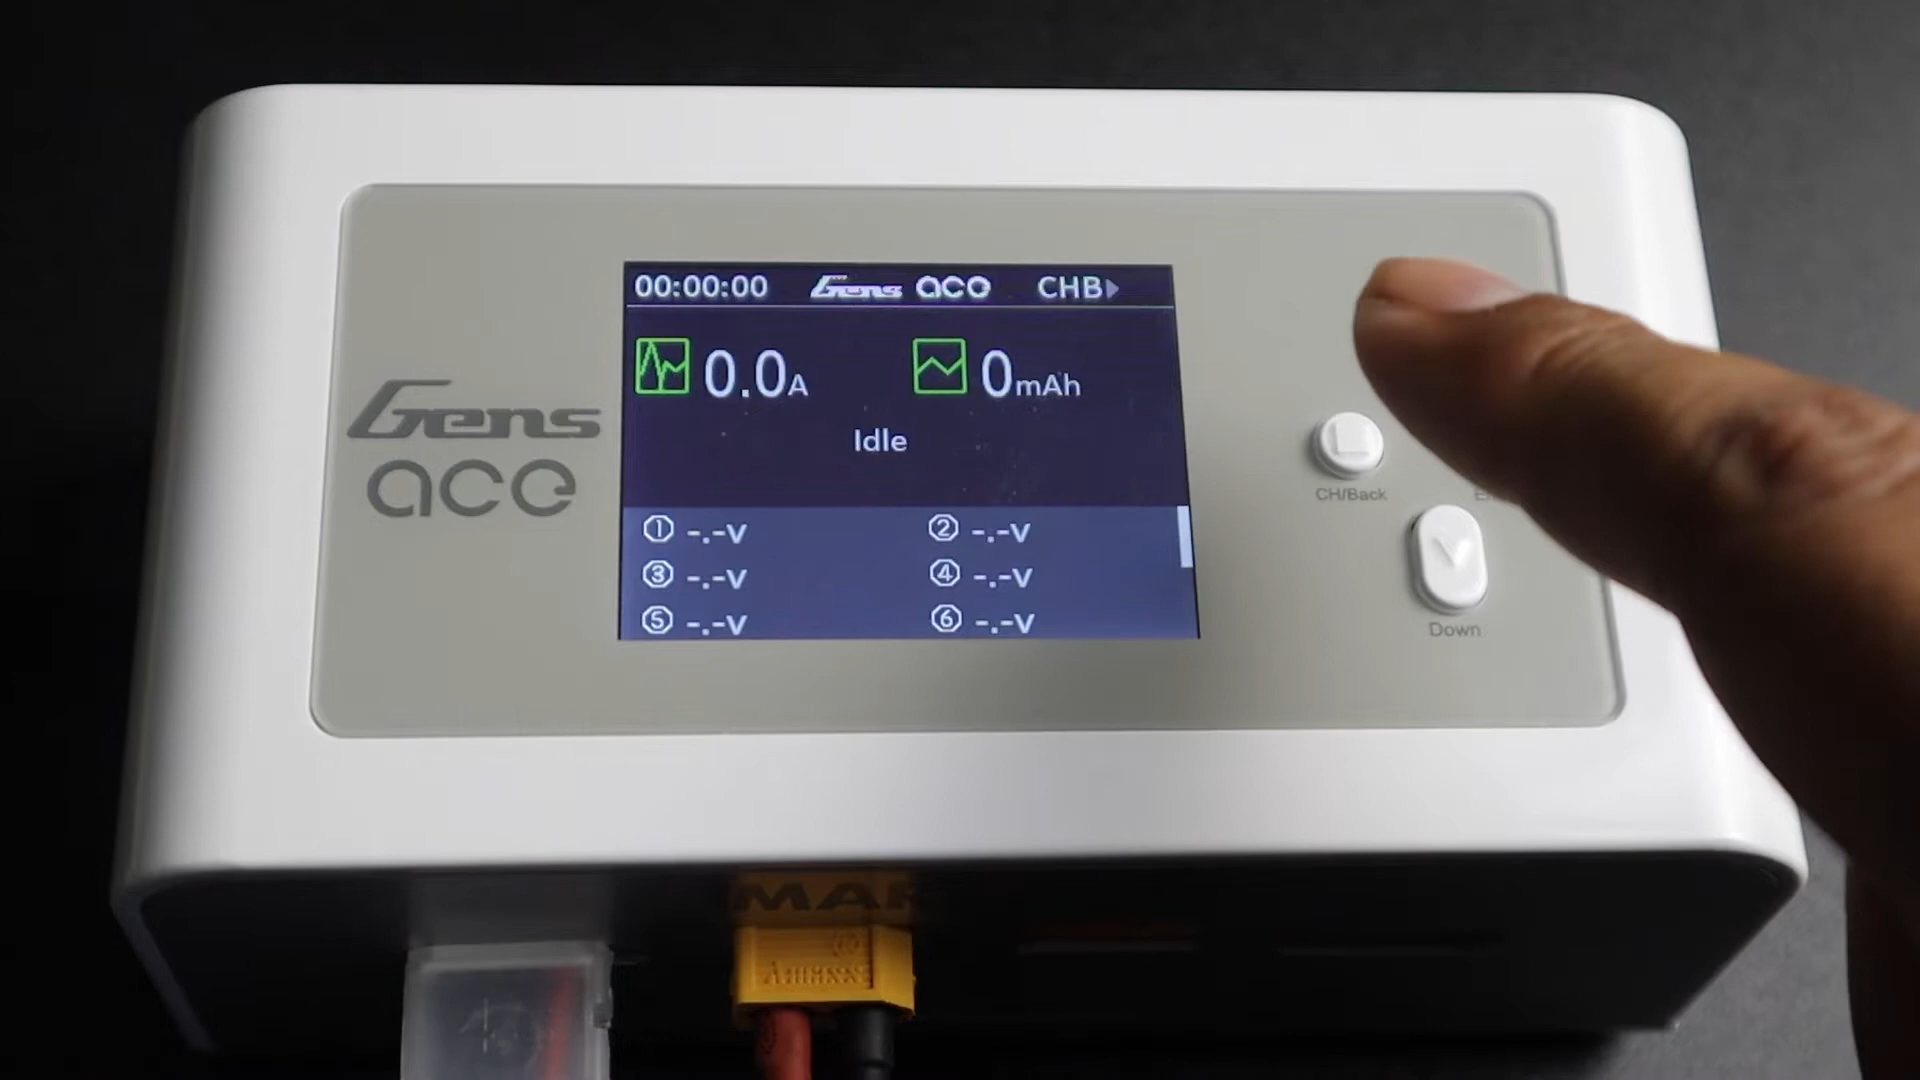 00:00:00 Gens ace CHB
0.0A 0mAh
Idle
① -.-V ② -.-V
③ -.-V ④ -.-V
⑤ -.-V ⑥ -.-V
Gens
ace
CH/Back
Down
Amass